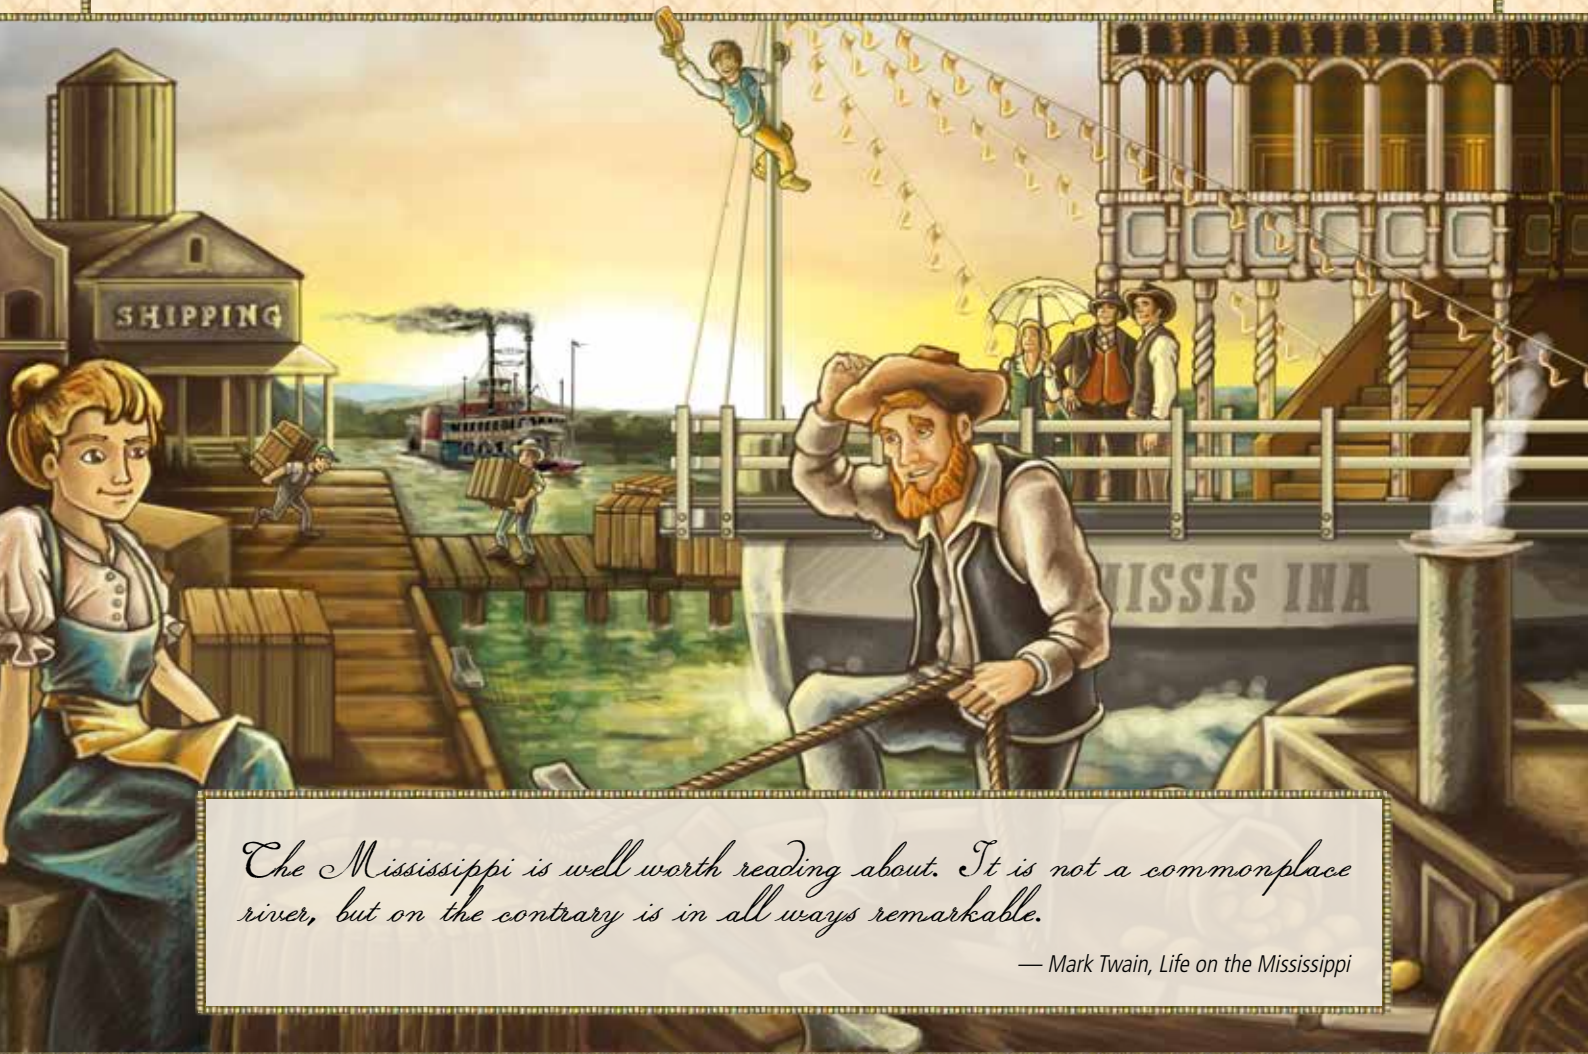 SHIPPING
MISSIS INA
The Mississippi is well worth reading about. It is not a commonplace
river, but on the contrary is in all ways remarkable.
— Mark Twain, Life on the Mississippi